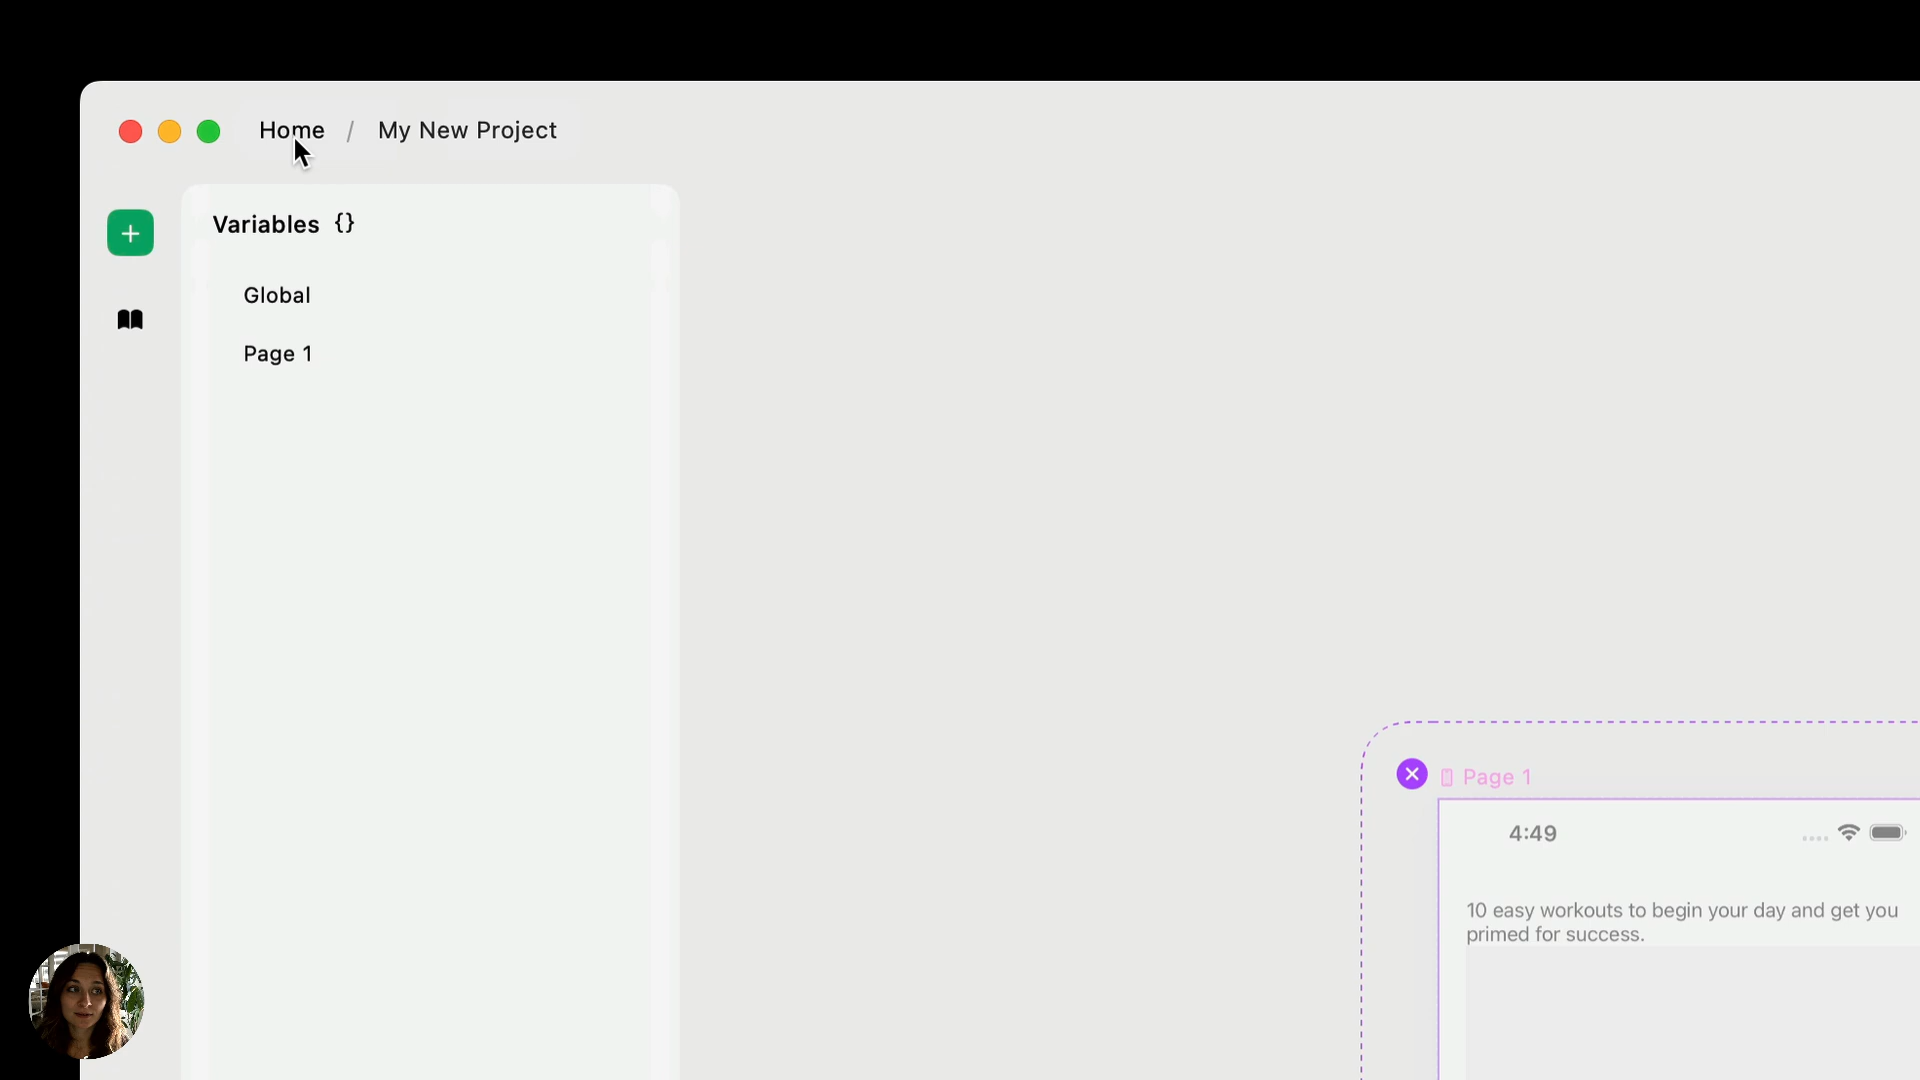 Home / My New Project
Variables {}
Global
Page 1
Page 1
4:49
10 easy workouts to begin your day and get you
primed for success.